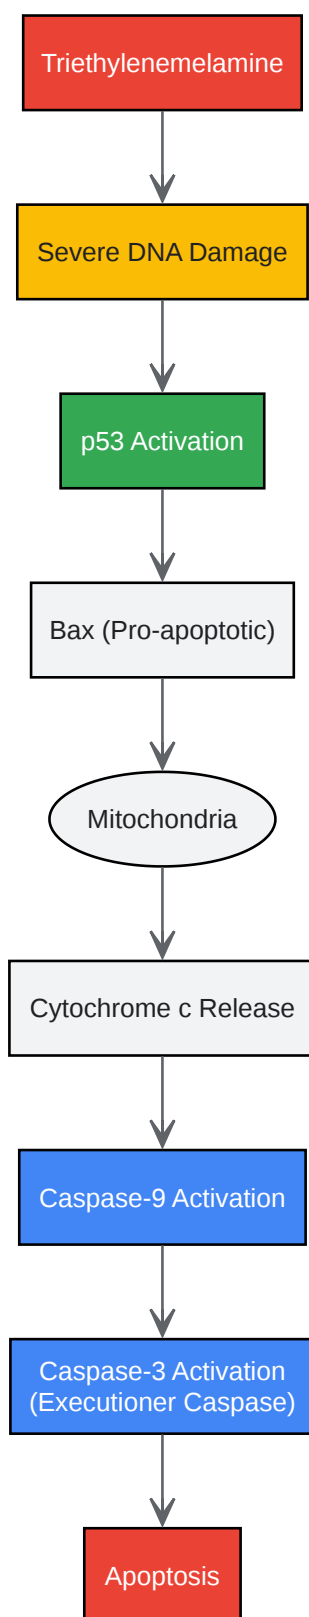 Triethylenemelamine
Severe DNA Damage
p53 Activation
Bax (Pro-apoptotic)
Mitochondria
Cytochrome c Release
Caspase-9 Activation
Caspase-3 Activation
(Executioner Caspase)
Apoptosis